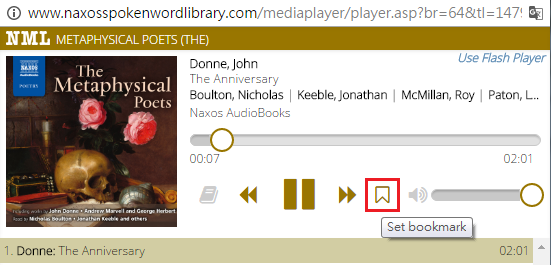 www.naxosspokenwordlibrary.com/mediaplayer/player.asp?br=64&tl=1479
NML METAPHYSICAL POETS (THE)
Use Flash Player
NAXOS
AudioBooks
POETRY
The
Metaphysical
Poets
Including works by John Donne • Andrew Marvell and George Herbert
Read by Nicholas Boulton • Jonathan Keeble and others
Donne, John
The Anniversary
Boulton, Nicholas | Keeble, Jonathan | McMillan, Roy | Paton, L...
Naxos AudioBooks
00:07 02:01
Set bookmark
1. Donne: The Anniversary 02:01